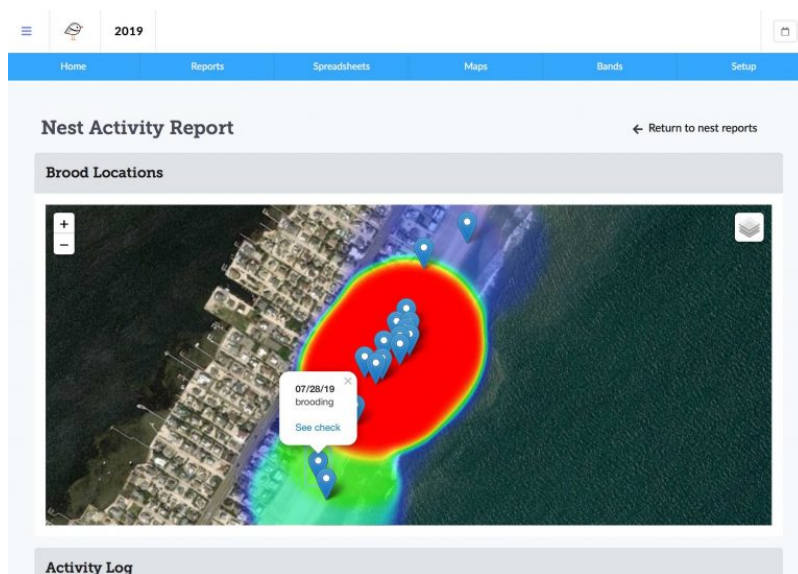 2019
Home Reports Spreadsheets Maps Bands Setup
Nest Activity Report
← Return to nest reports
Brood Locations
+
−
07/28/19
brooding
See check
Activity Log